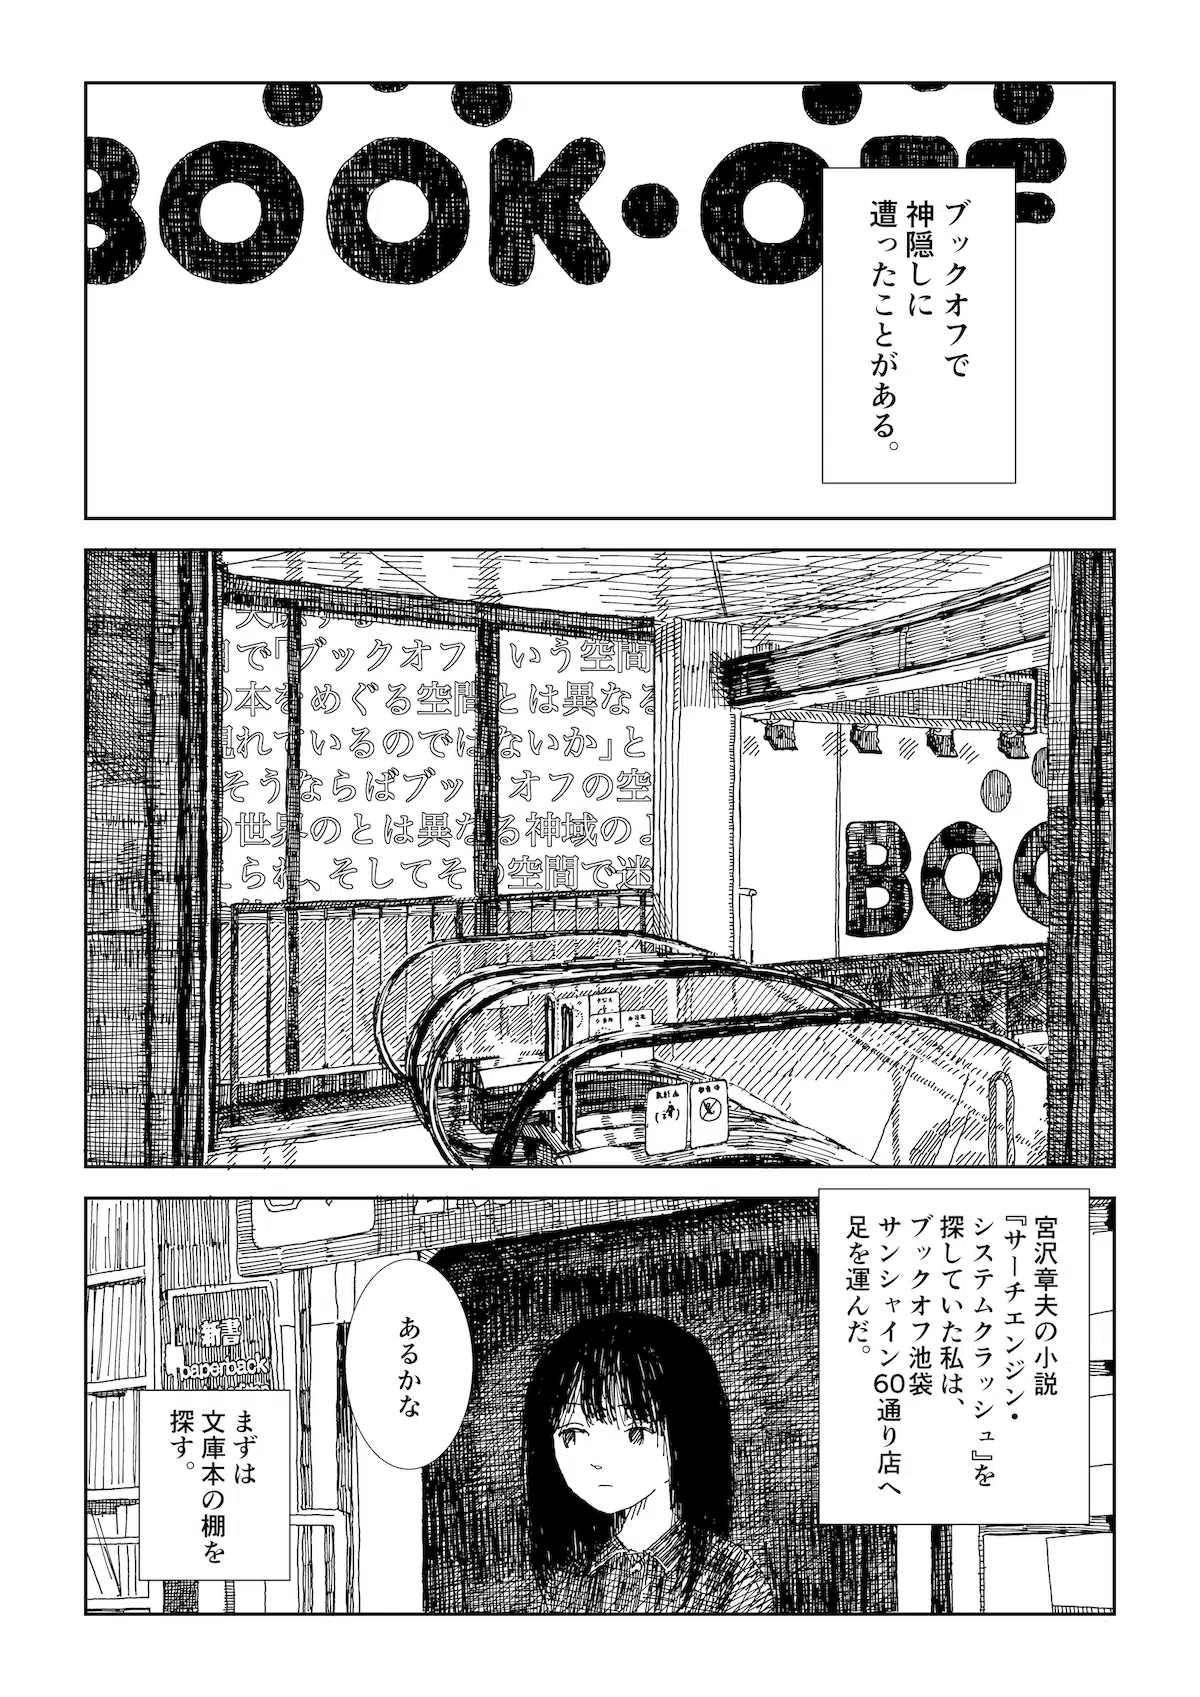 BOOK・OFF
ブックオフで
神隠しに
遭ったことがある。
で「ブックオフ
いう空間
本をめぐる空間とは異なる
れているのではないか」と
そうならばブッ
オフの空
世界のとは異なる神域のよ
られ、そしてそ
空間で迷
BOO
宮沢章夫の小説
『サーチエンジン・
システムクラッシュ』を
探していた私は、
ブックオフ池袋
サンシャイン60通り店へ
足を運んだ。
あるかな
新書
paperback
まずは
文庫本の棚を
探す。